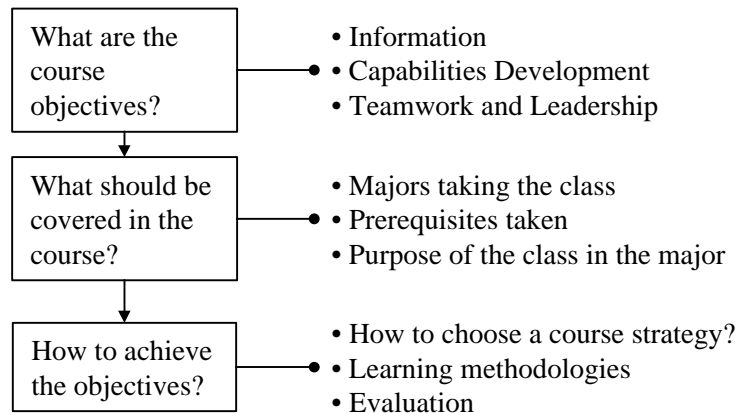 What are the
course
objectives?
• Information
• Capabilities Development
• Teamwork and Leadership
What should be
covered in the
course?
• Majors taking the class
• Prerequisites taken
• Purpose of the class in the major
How to achieve
the objectives?
• How to choose a course strategy?
• Learning methodologies
• Evaluation